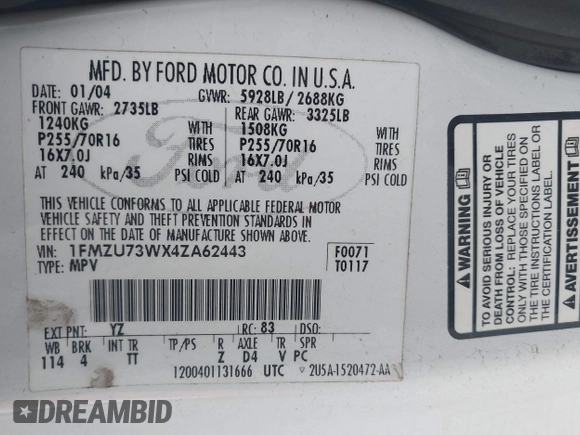 MFD. BY FORD MOTOR CO. IN U.S.A.
DATE: 01/04 GVWR: 5928LB/ 2688KG
FRONT GAWR: 2735LB REAR GAWR: 3325LB
1240KG WITH 1508KG WITH
P255/70R16 TIRES P255/70R16 TIRES
16X7.0J RIMS 16X7.0J RIMS
AT 240 kPa/35 PSI COLD AT 240 kPa/35 PSI COLD
THIS VEHICLE CONFORMS TO ALL APPLICABLE FEDERAL MOTOR
VEHICLE SAFETY AND THEFT PREVENTION STANDARDS IN
EFFECT ON THE DATE OF MANUFACTURE SHOWN ABOVE.
VIN: 1FMZU73WX4ZA62443 F0071
TYPE: MPV T0117
EXT PNT: YZ RC: 83 DSO:
WB BRK INT TR TP/PS R AXLE TR SPR
114 4 TT Z D4 V PC
1200401131666 UTC 2U5A-1520472-AA
Ford
WARNING
TO AVOID SERIOUS INJURY OR
DEATH FROM LOSS OF VEHICLE
CONTROL: REPLACE YOUR TIRES
WITH ONLY THOSE SPECIFIED ON
THE TIRE INSTRUCTIONS LABEL OR
THE CERTIFICATION LABEL.
DREAMBID